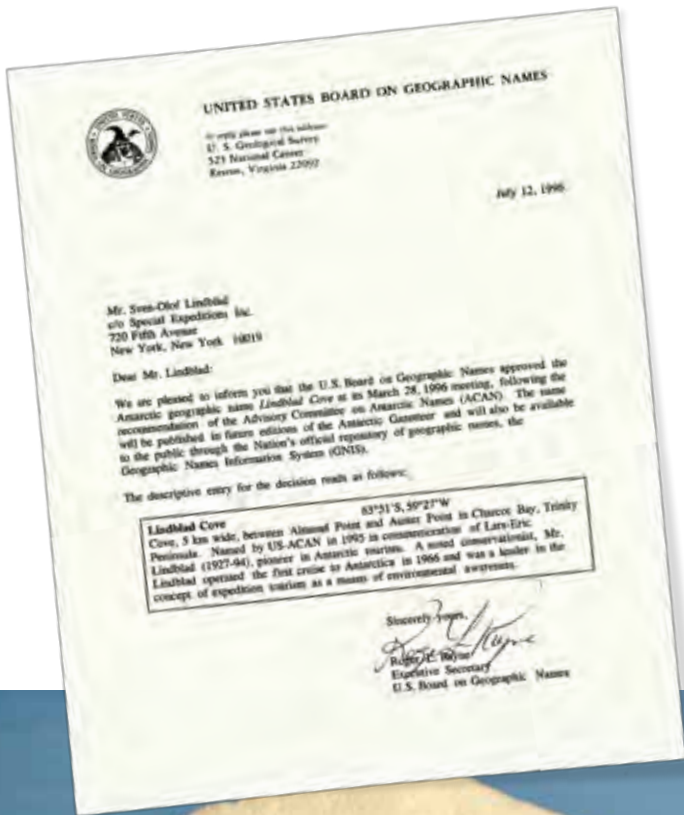 UNITED STATES BOARD ON GEOGRAPHIC NAMES
In reply please use this address:
U. S. Geological Survey
523 National Center
Reston, Virginia 22092
July 12, 1996
Mr. Sven-Olof Lindblad
c/o Special Expeditions Inc.
720 Fifth Avenue
New York, New York 10019
Dear Mr. Lindblad:
We are pleased to inform you that the U.S. Board on Geographic Names approved the
Antarctic geographic name Lindblad Cove at its March 28, 1996 meeting, following the
recommendation of the Advisory Committee on Antarctic Names (ACAN). The name
will be published in future editions of the Antarctic Gazetteer and will also be available
to the public through the Nation's official repository of geographic names, the
Geographic Names Information System (GNIS).
The descriptive entry for the decision reads as follows:
Lindblad Cove 63°51'S, 59°27'W
Cove, 5 km wide, between Almond Point and Auster Point in Charcot Bay, Trinity
Peninsula. Named by US-ACAN in 1995 in commemoration of Lars-Eric
Lindblad (1927-94), pioneer in Antarctic tourism. A noted conservationist, Mr.
Lindblad operated the first cruise to Antarctica in 1966 and was a leader in the
concept of expedition tourism as a means of environmental awareness.
Sincerely yours,
Roger L. Payne
Executive Secretary
U.S. Board on Geographic Names